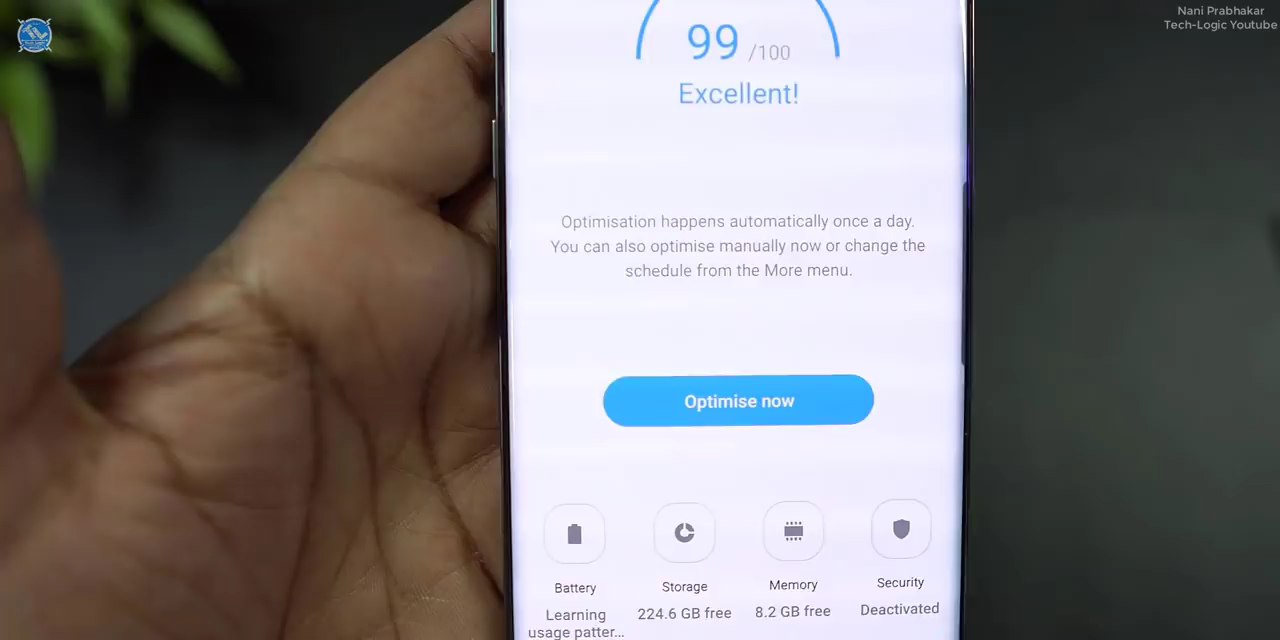 Nani Prabhakar
Tech-Logic Youtube
99 /100
Excellent!
Optimisation happens automatically once a day.
You can also optimise manually now or change the
schedule from the More menu.
Optimise now
Battery
Storage
Memory
Security
Learning
usage patter...
224.6 GB free
8.2 GB free
Deactivated